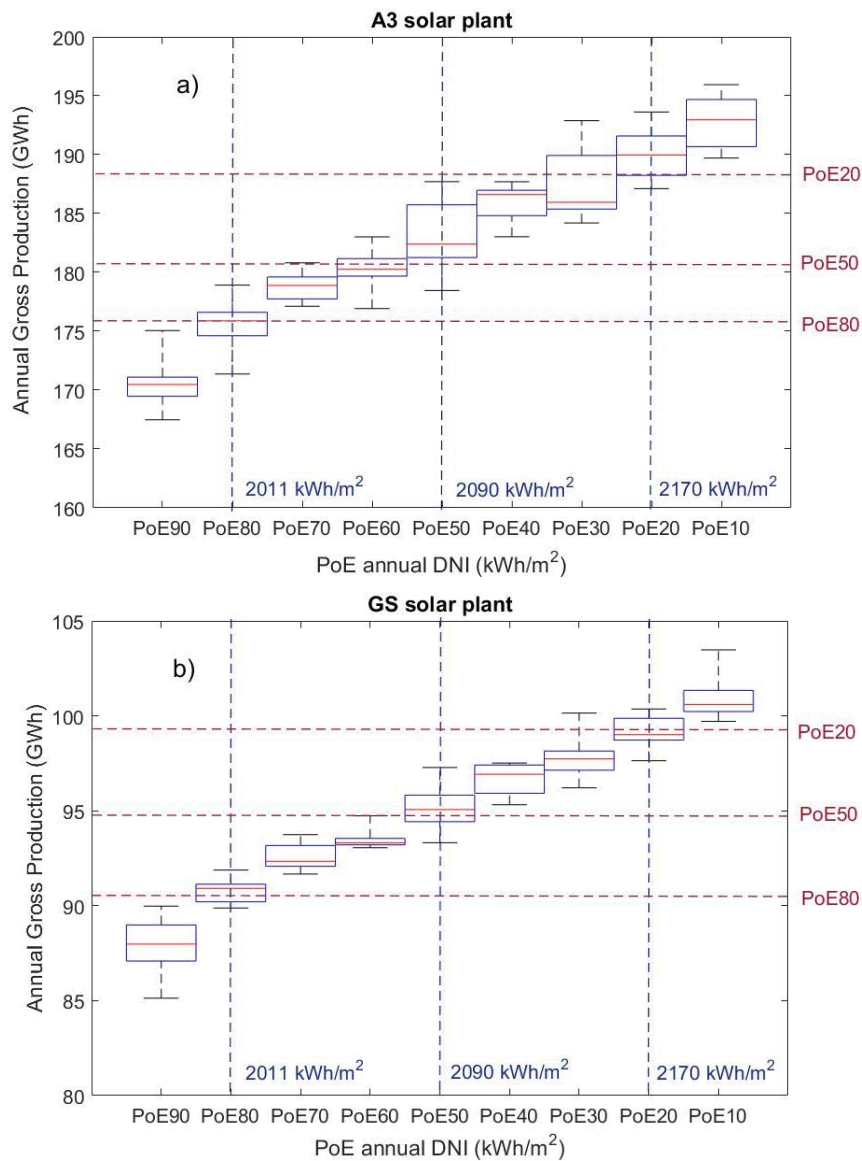 A3 solar plant
a)
Annual Gross Production (GWh)
200
195
190
185
180
175
170
165
160
PoE20
PoE50
PoE80
2011 kWh/m²
2090 kWh/m²
2170 kWh/m²
PoE90 PoE80 PoE70 PoE60 PoE50 PoE40 PoE30 PoE20 PoE10
PoE annual DNI (kWh/m²)
GS solar plant
b)
Annual Gross Production (GWh)
105
100
95
90
85
80
PoE20
PoE50
PoE80
2011 kWh/m²
2090 kWh/m²
2170 kWh/m²
PoE90 PoE80 PoE70 PoE60 PoE50 PoE40 PoE30 PoE20 PoE10
PoE annual DNI (kWh/m²)